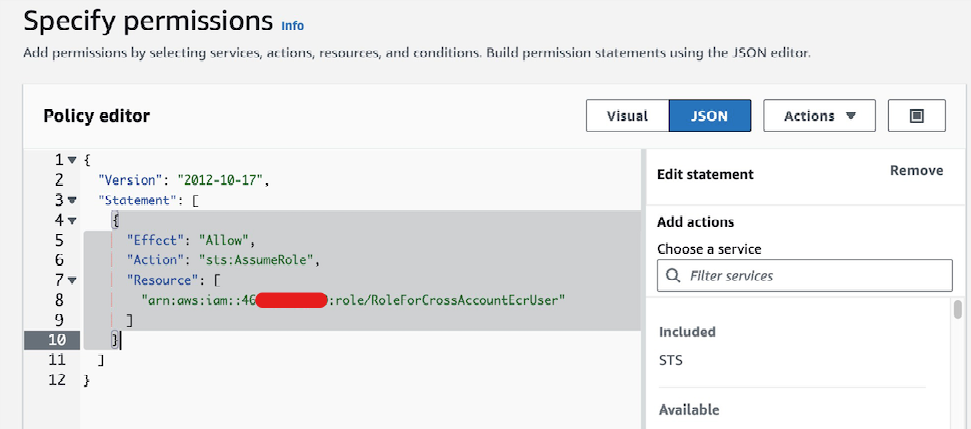 Specify permissions Info
Add permissions by selecting services, actions, resources, and conditions. Build permission statements using the JSON editor.
Policy editor
Visual
JSON
Actions
1 {
2 "Version": "2012-10-17",
3 "Statement": [
4 {
5 "Effect": "Allow",
6 "Action": "sts:AssumeRole",
7 "Resource": [
8 "arn:aws:iam::46 :role/RoleForCrossAccountEcrUser"
9 ]
10 }
11 ]
12 }
Edit statement
Remove
Add actions
Choose a service
Filter services
Included
STS
Available